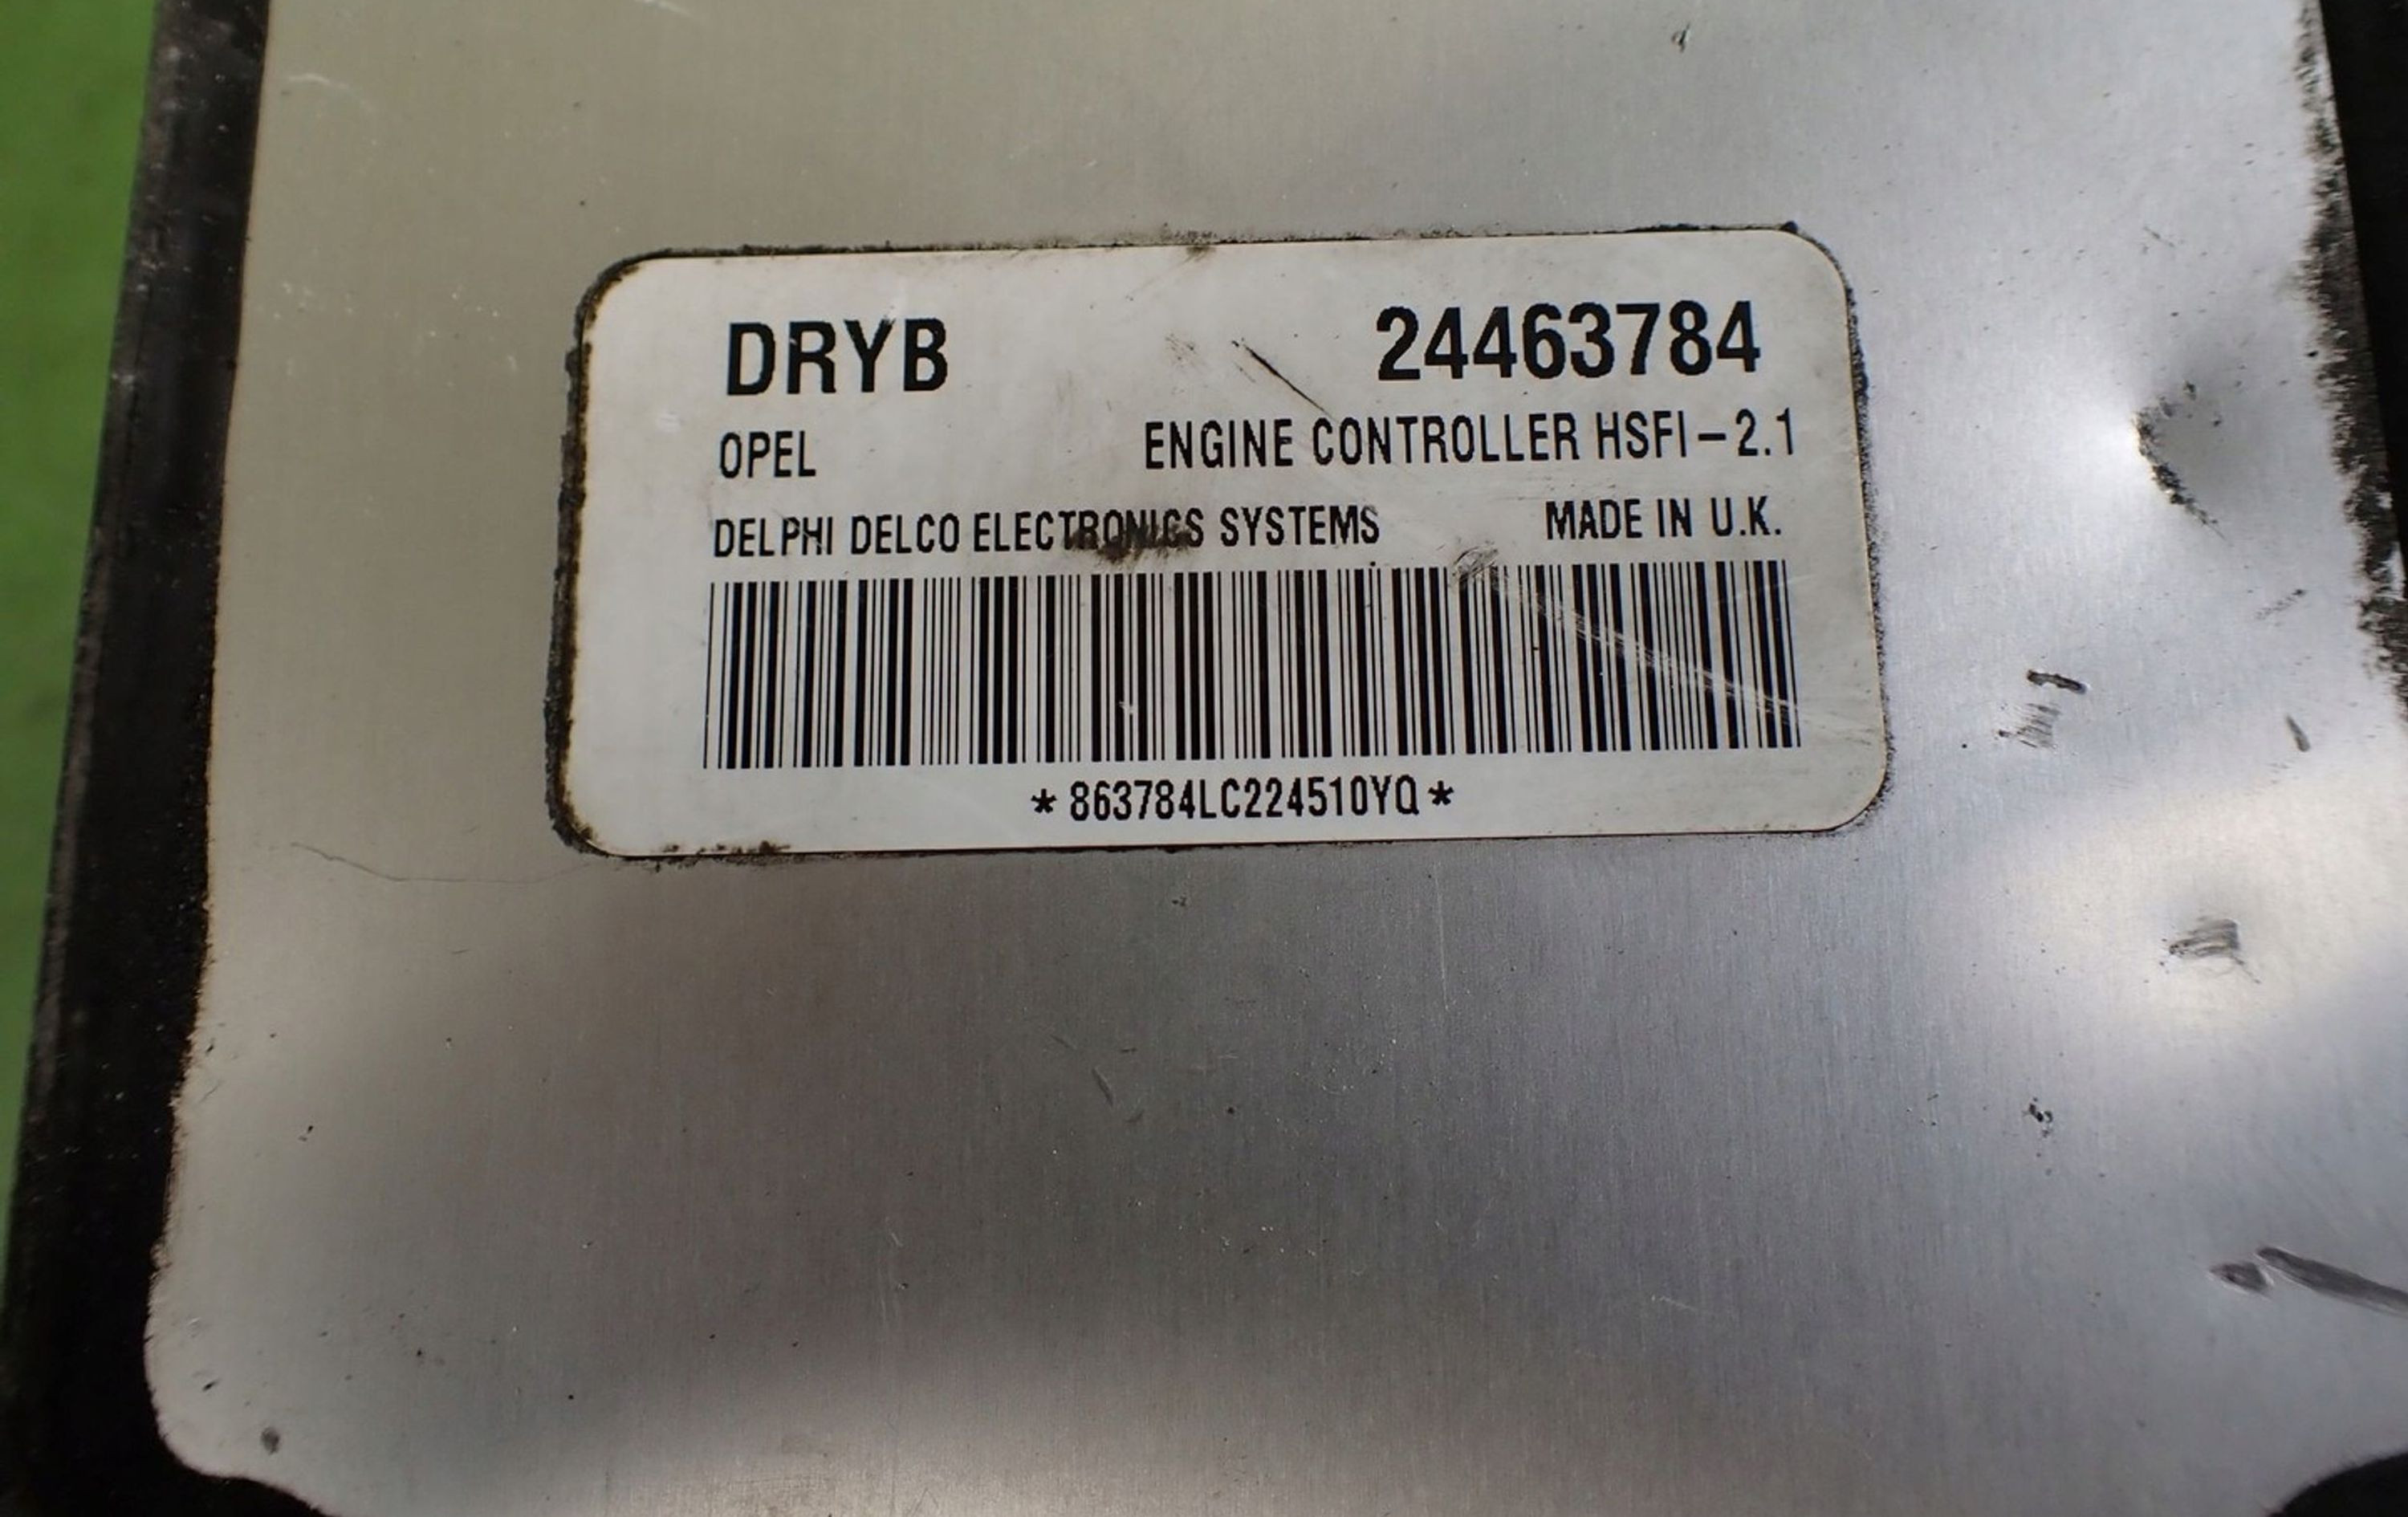 DRYB 24463784
OPEL ENGINE CONTROLLER HSFI-2.1
DELPHI DELCO ELECTRONICS SYSTEMS MADE IN U.K.
*863784LC224510YQ*